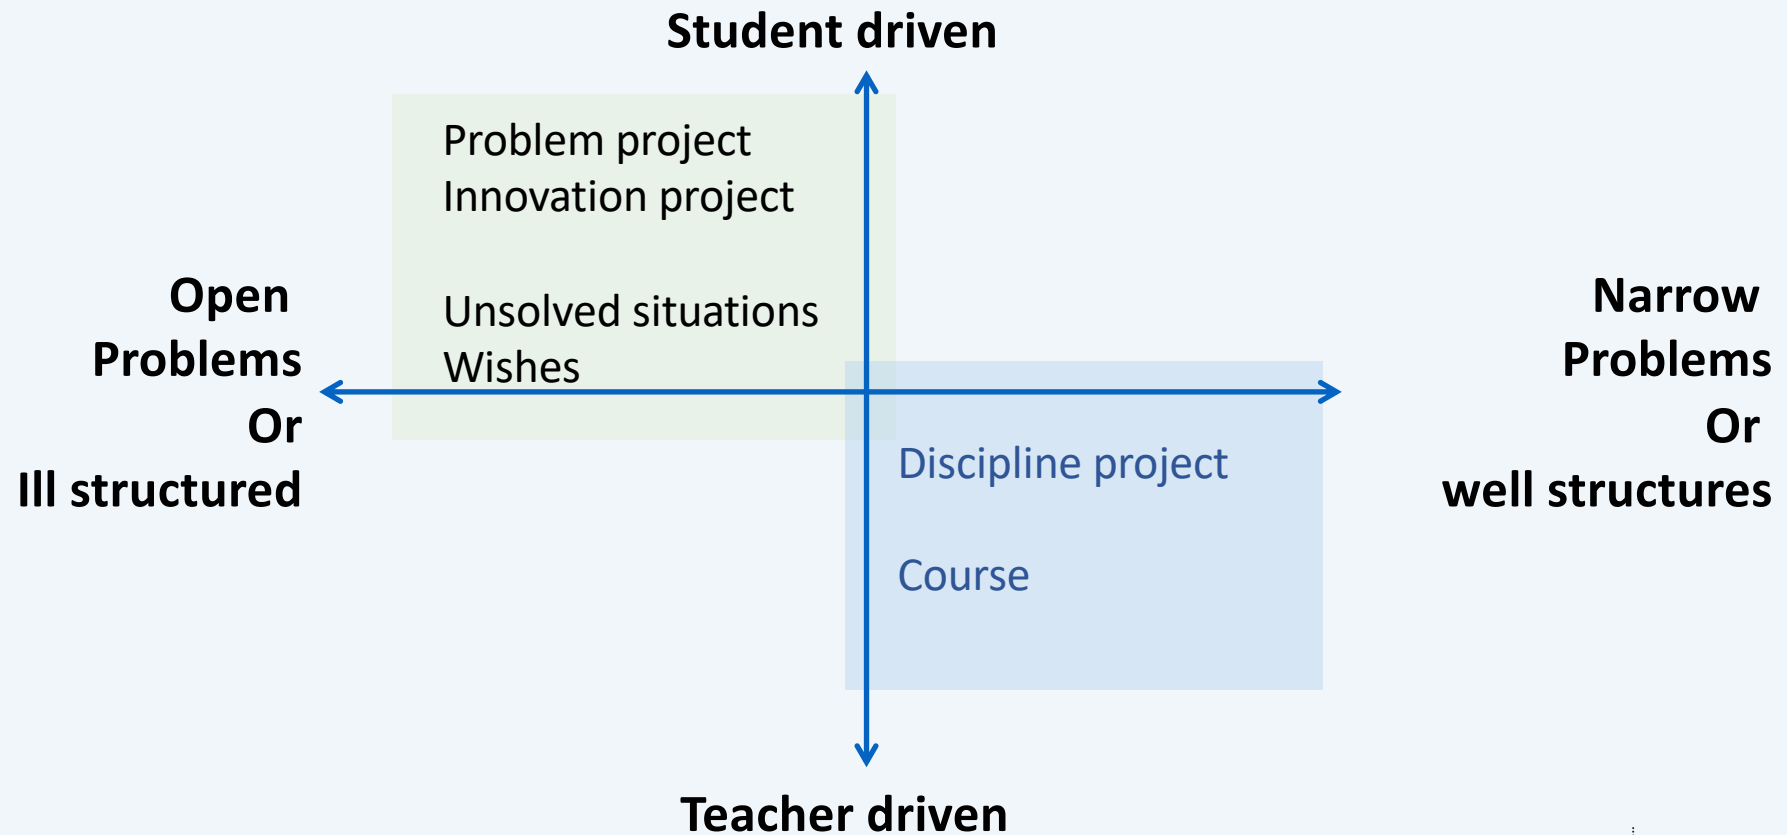 Student driven
Problem project
Innovation project
Unsolved situations
Wishes
Open
Problems
Or
Ill structured
Narrow
Problems
Or
well structures
Discipline project
Course
Teacher driven